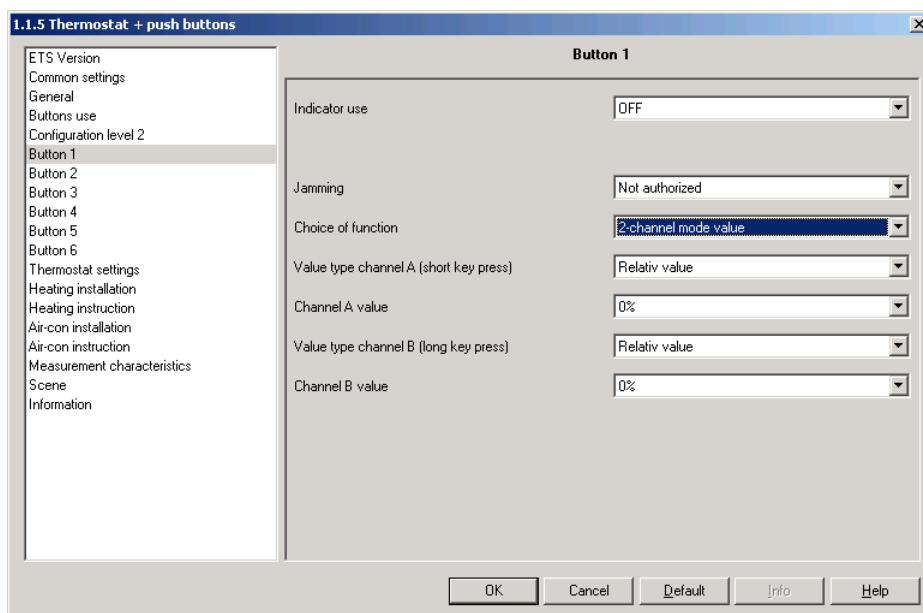 1.1.5 Thermostat + push buttons
ETS Version
Common settings
General
Buttons use
Configuration level 2
Button 1
Button 2
Button 3
Button 4
Button 5
Button 6
Thermostat settings
Heating installation
Heating instruction
Air-con installation
Air-con instruction
Measurement characteristics
Scene
Information
Button 1
Indicator use OFF
Jamming Not authorized
Choice of function 2-channel mode value
Value type channel A (short key press) Relativ value
Channel A value 0%
Value type channel B (long key press) Relativ value
Channel B value 0%
OK Cancel Default Info Help